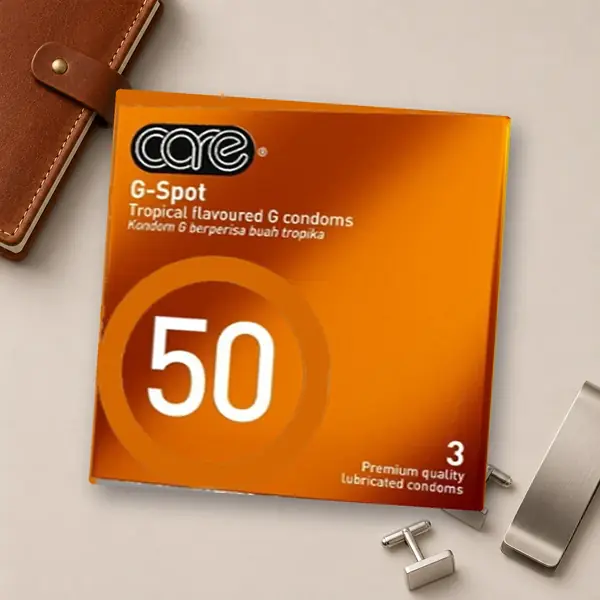 care®
G-Spot
Tropical flavoured G condoms
Kondom G berperisa buah tropika
50
3
Premium quality
lubricated condoms